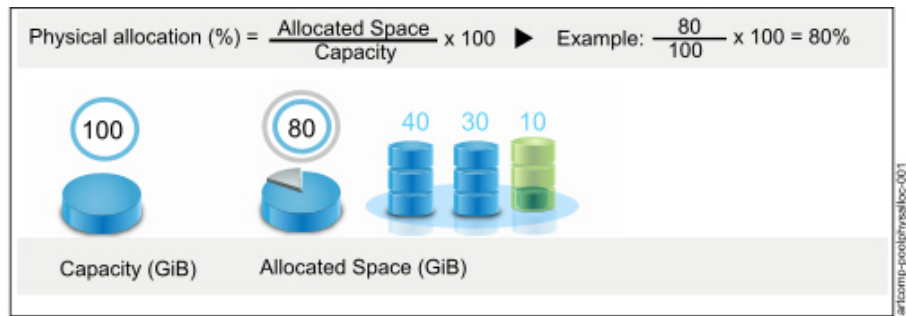 Physical allocation (%) = Allocated Space / Capacity x 100 ▶ Example: 80 / 100 x 100 = 80%
100
80
40 30 10
Capacity (GiB)
Allocated Space (GiB)
artcomp-poolphysalloc-001